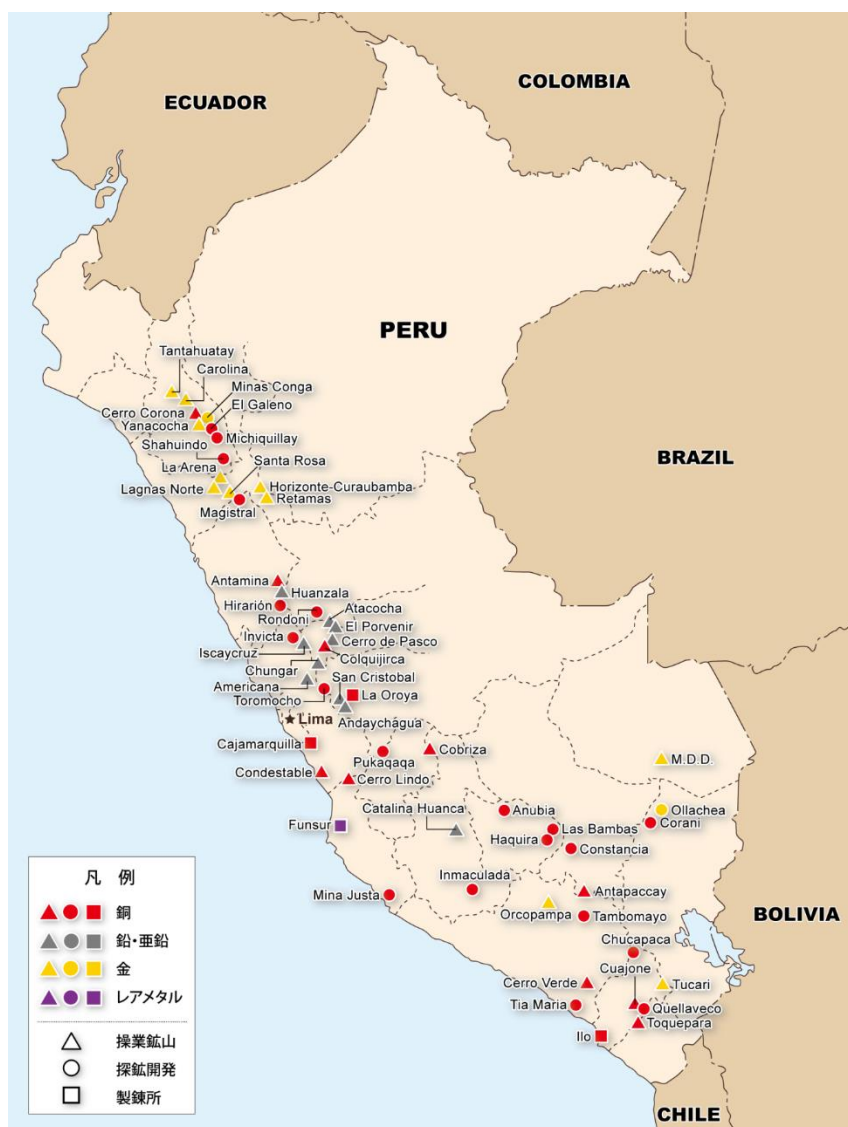 COLOMBIA
ECUADOR
PERU
Tantahuatay
Carolina
Minas Conga
El Galeno
Cerro Corona
Yanacocha
Michiquillay
Shahuindo
Santa Rosa
La Arena
Horizonte-Curaubamba
Lagnas Norte
Retamas
Magistral
BRAZIL
Antamina
Huanzala
Hirarión
Atacocha
Rondoni
El Porvenir
Invicta
Cerro de Pasco
Iscaycruz
Colquijirca
Chungar
San Cristobal
Americana
La Oroya
Toromocho
Lima
Andaychagua
Cajamarquilla
Cobriza
Pukaqaqa
M.D.D.
Condestable
Cerro Lindo
Catalina Huanca
Anubia
Ollachea
Funsur
Las Bambas
Corani
Haquira
Constancia
Inmaculada
Mina Justa
Antapaccay
Orcopampa
Tambomayo
BOLIVIA
Chucapaca
Cuajone
Cerro Verde
Tucari
Tia Maria
Quellaveco
Toquepara
Ilo
CHILE
凡 例
銅
鉛・亜鉛
金
レアメタル
操業鉱山
探鉱開発
製錬所